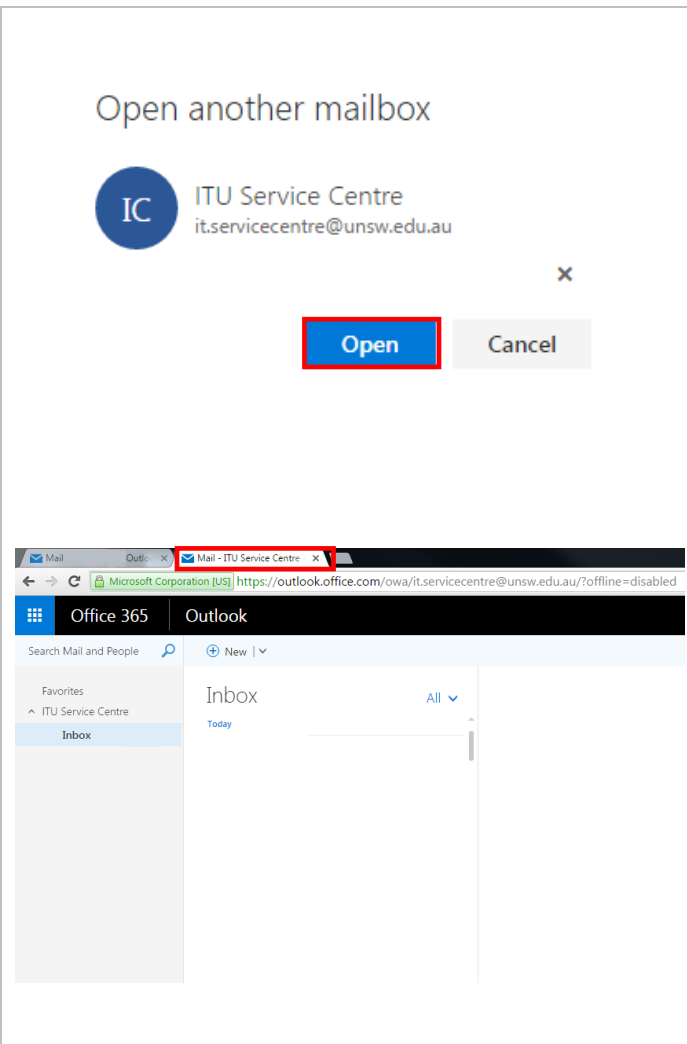 Open another mailbox
IC
ITU Service Centre
it.servicecentre@unsw.edu.au
Open Cancel
Mail Outlo Mail - ITU Service Centre
Microsoft Corporation [US] https://outlook.office.com/owa/it.servicecentre@unsw.edu.au/?offline=disabled
Office 365 Outlook
Search Mail and People New
Favorites
ITU Service Centre
Inbox
Inbox All
Today